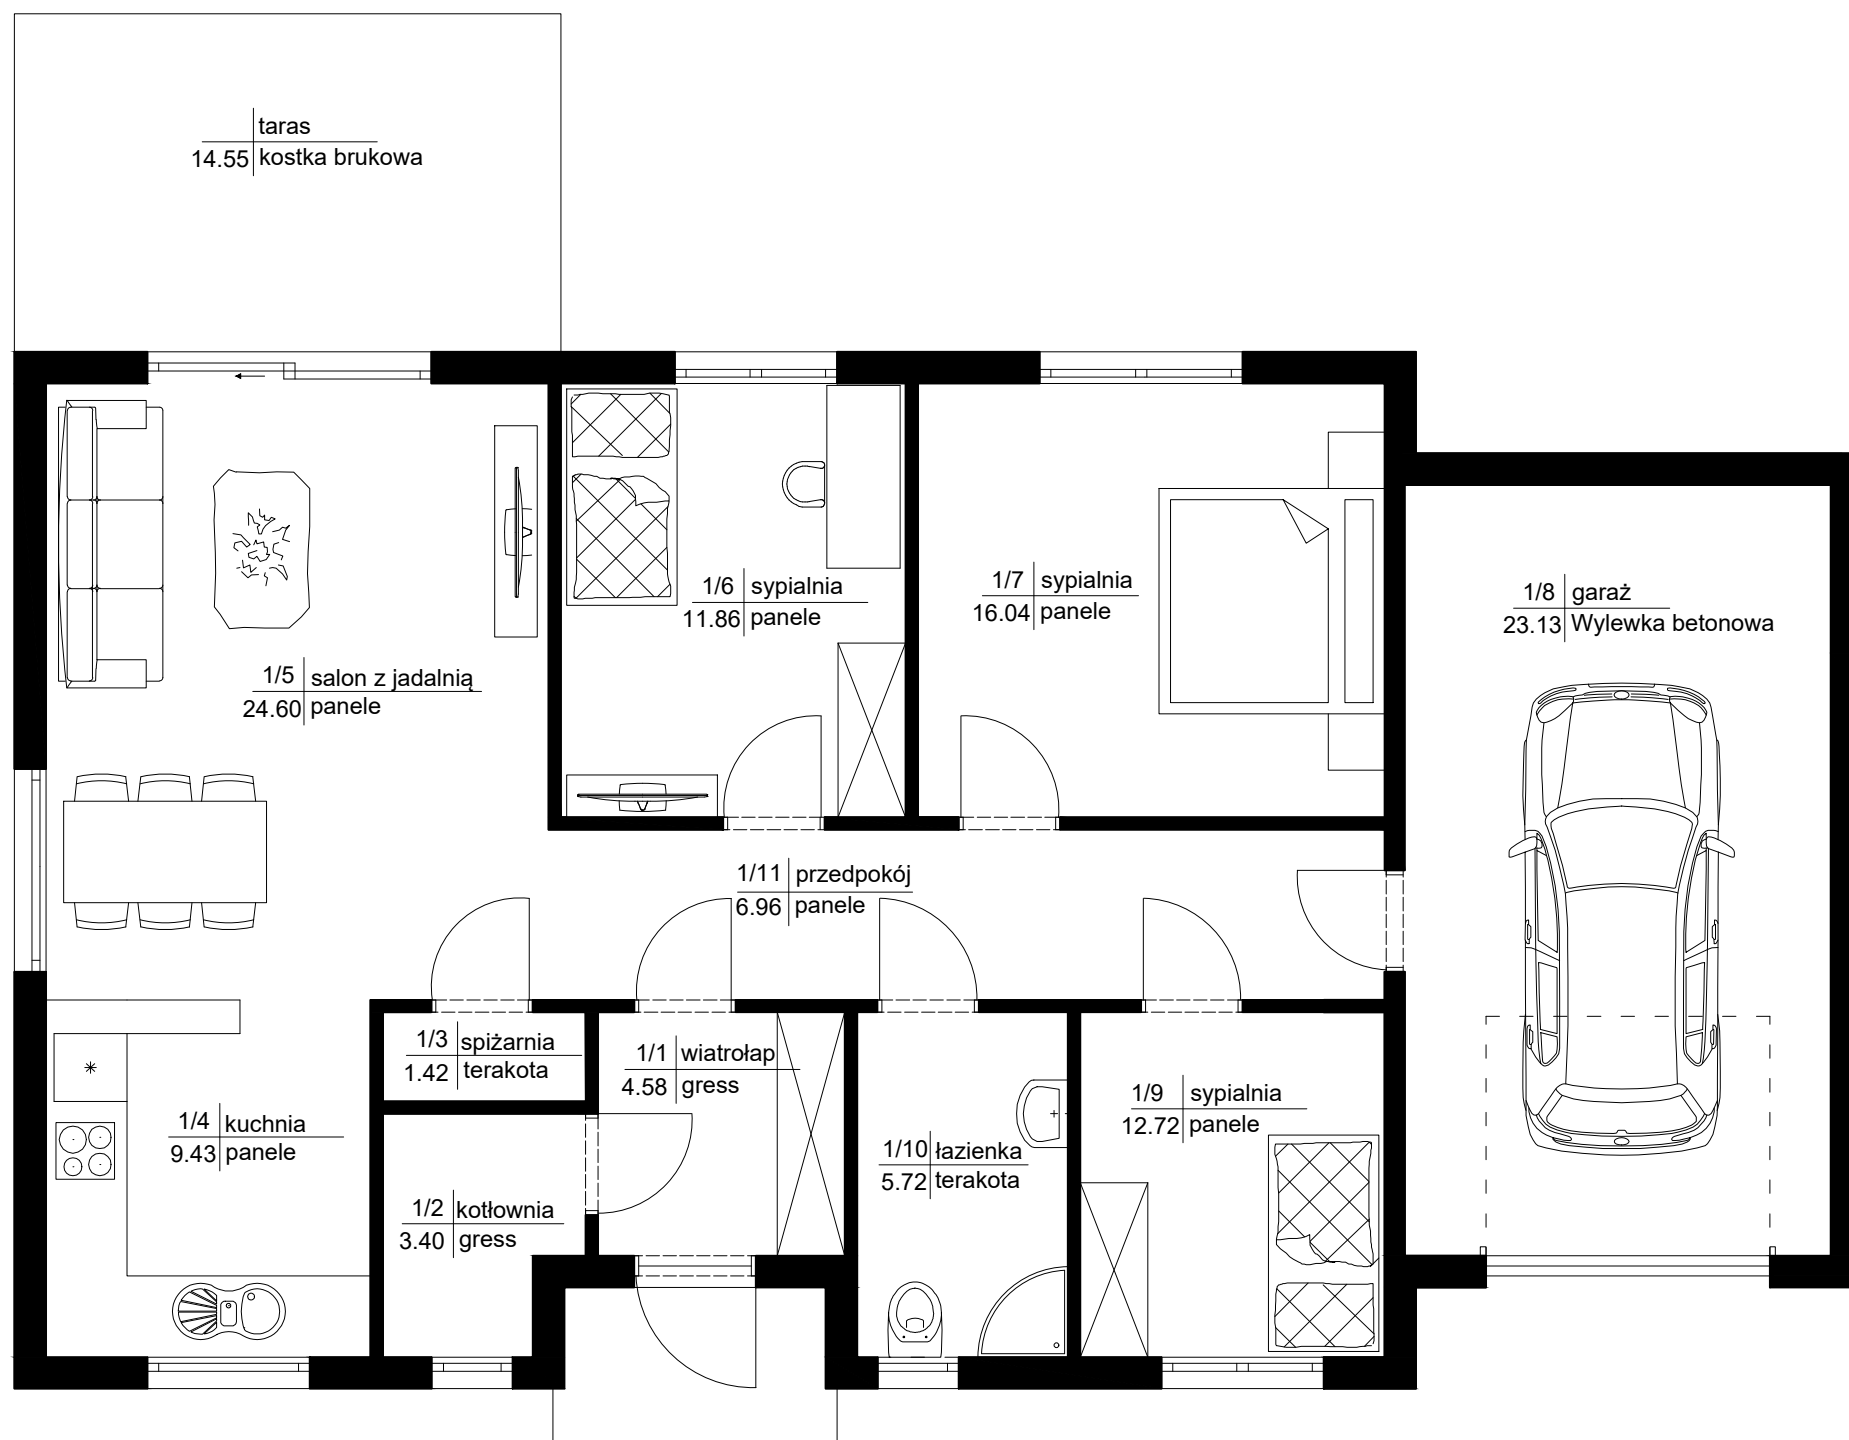 taras
14.55 kostka brukowa
1/6 sypialnia
11.86 panele
1/7 sypialnia
16.04 panele
1/8 garaż
23.13 Wylewka betonowa
1/5 salon z jadalnią
24.60 panele
1/11 przedpokój
6.96 panele
1/3 spiżarnia
1.42 terakota
1/1 wiatrołap
4.58 gress
1/9 sypialnia
12.72 panele
1/4 kuchnia
9.43 panele
1/10 łazienka
5.72 terakota
1/2 kotłownia
3.40 gress